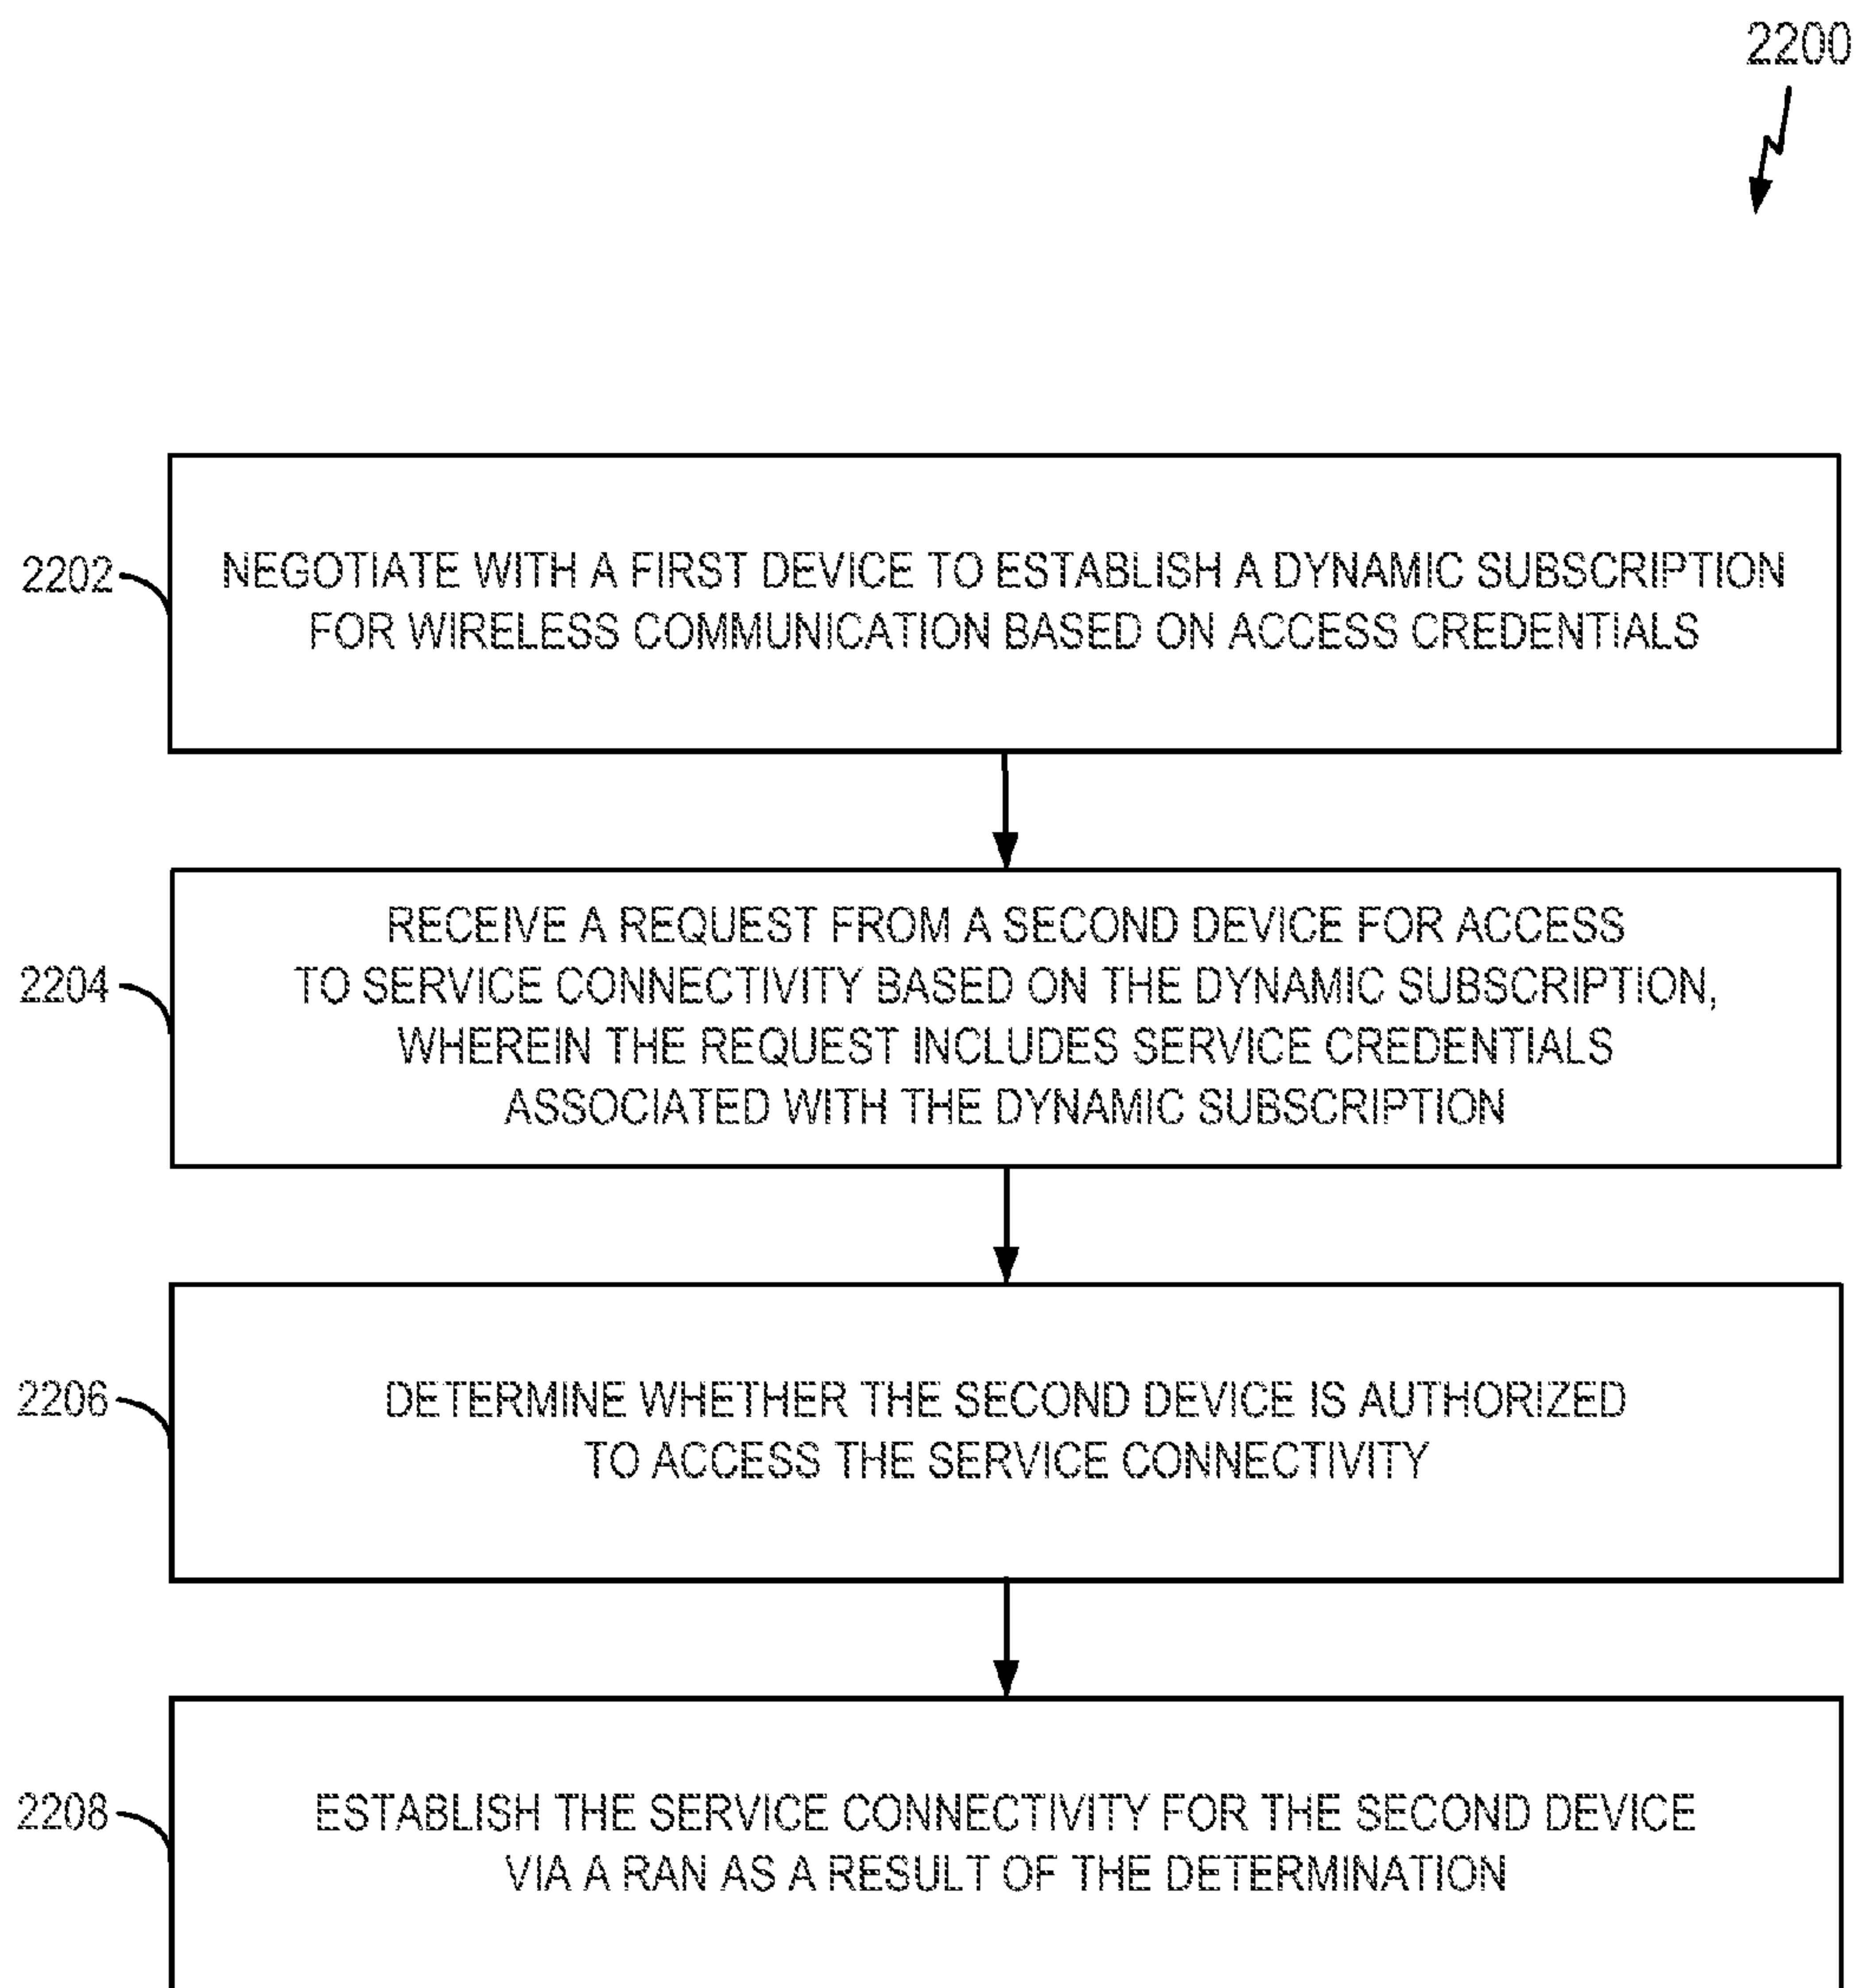 2200
2202
NEGOTIATE WITH A FIRST DEVICE TO ESTABLISH A DYNAMIC SUBSCRIPTION
FOR WIRELESS COMMUNICATION BASED ON ACCESS CREDENTIALS
2204
RECEIVE A REQUEST FROM A SECOND DEVICE FOR ACCESS
TO SERVICE CONNECTIVITY BASED ON THE DYNAMIC SUBSCRIPTION,
WHEREIN THE REQUEST INCLUDES SERVICE CREDENTIALS
ASSOCIATED WITH THE DYNAMIC SUBSCRIPTION
2206
DETERMINE WHETHER THE SECOND DEVICE IS AUTHORIZED
TO ACCESS THE SERVICE CONNECTIVITY
2208
ESTABLISH THE SERVICE CONNECTIVITY FOR THE SECOND DEVICE
VIA A RAN AS A RESULT OF THE DETERMINATION